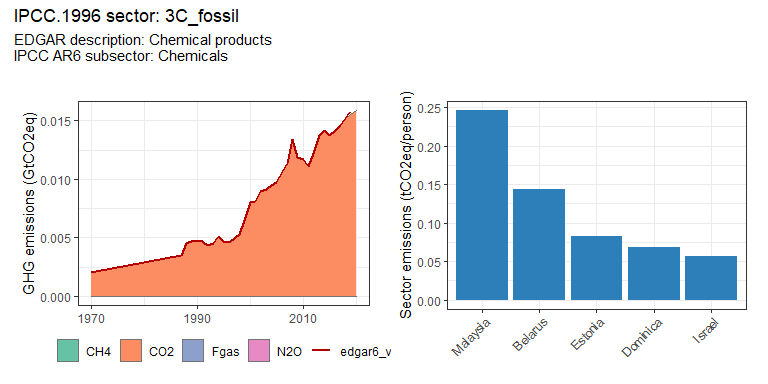 IPCC.1996 sector: 3C_fossil
EDGAR description: Chemical products
IPCC AR6 subsector: Chemicals
GHG emissions (GtCO2eq)
0.015
0.010
0.005
0.000
1970 1990 2010
CH4 CO2 Fgas N2O edgar6_v
Sector emissions (tCO2eq/person)
0.25
0.20
0.15
0.10
0.05
0.00
Malaysia
Belarus
Estonia
Dominica
Israel